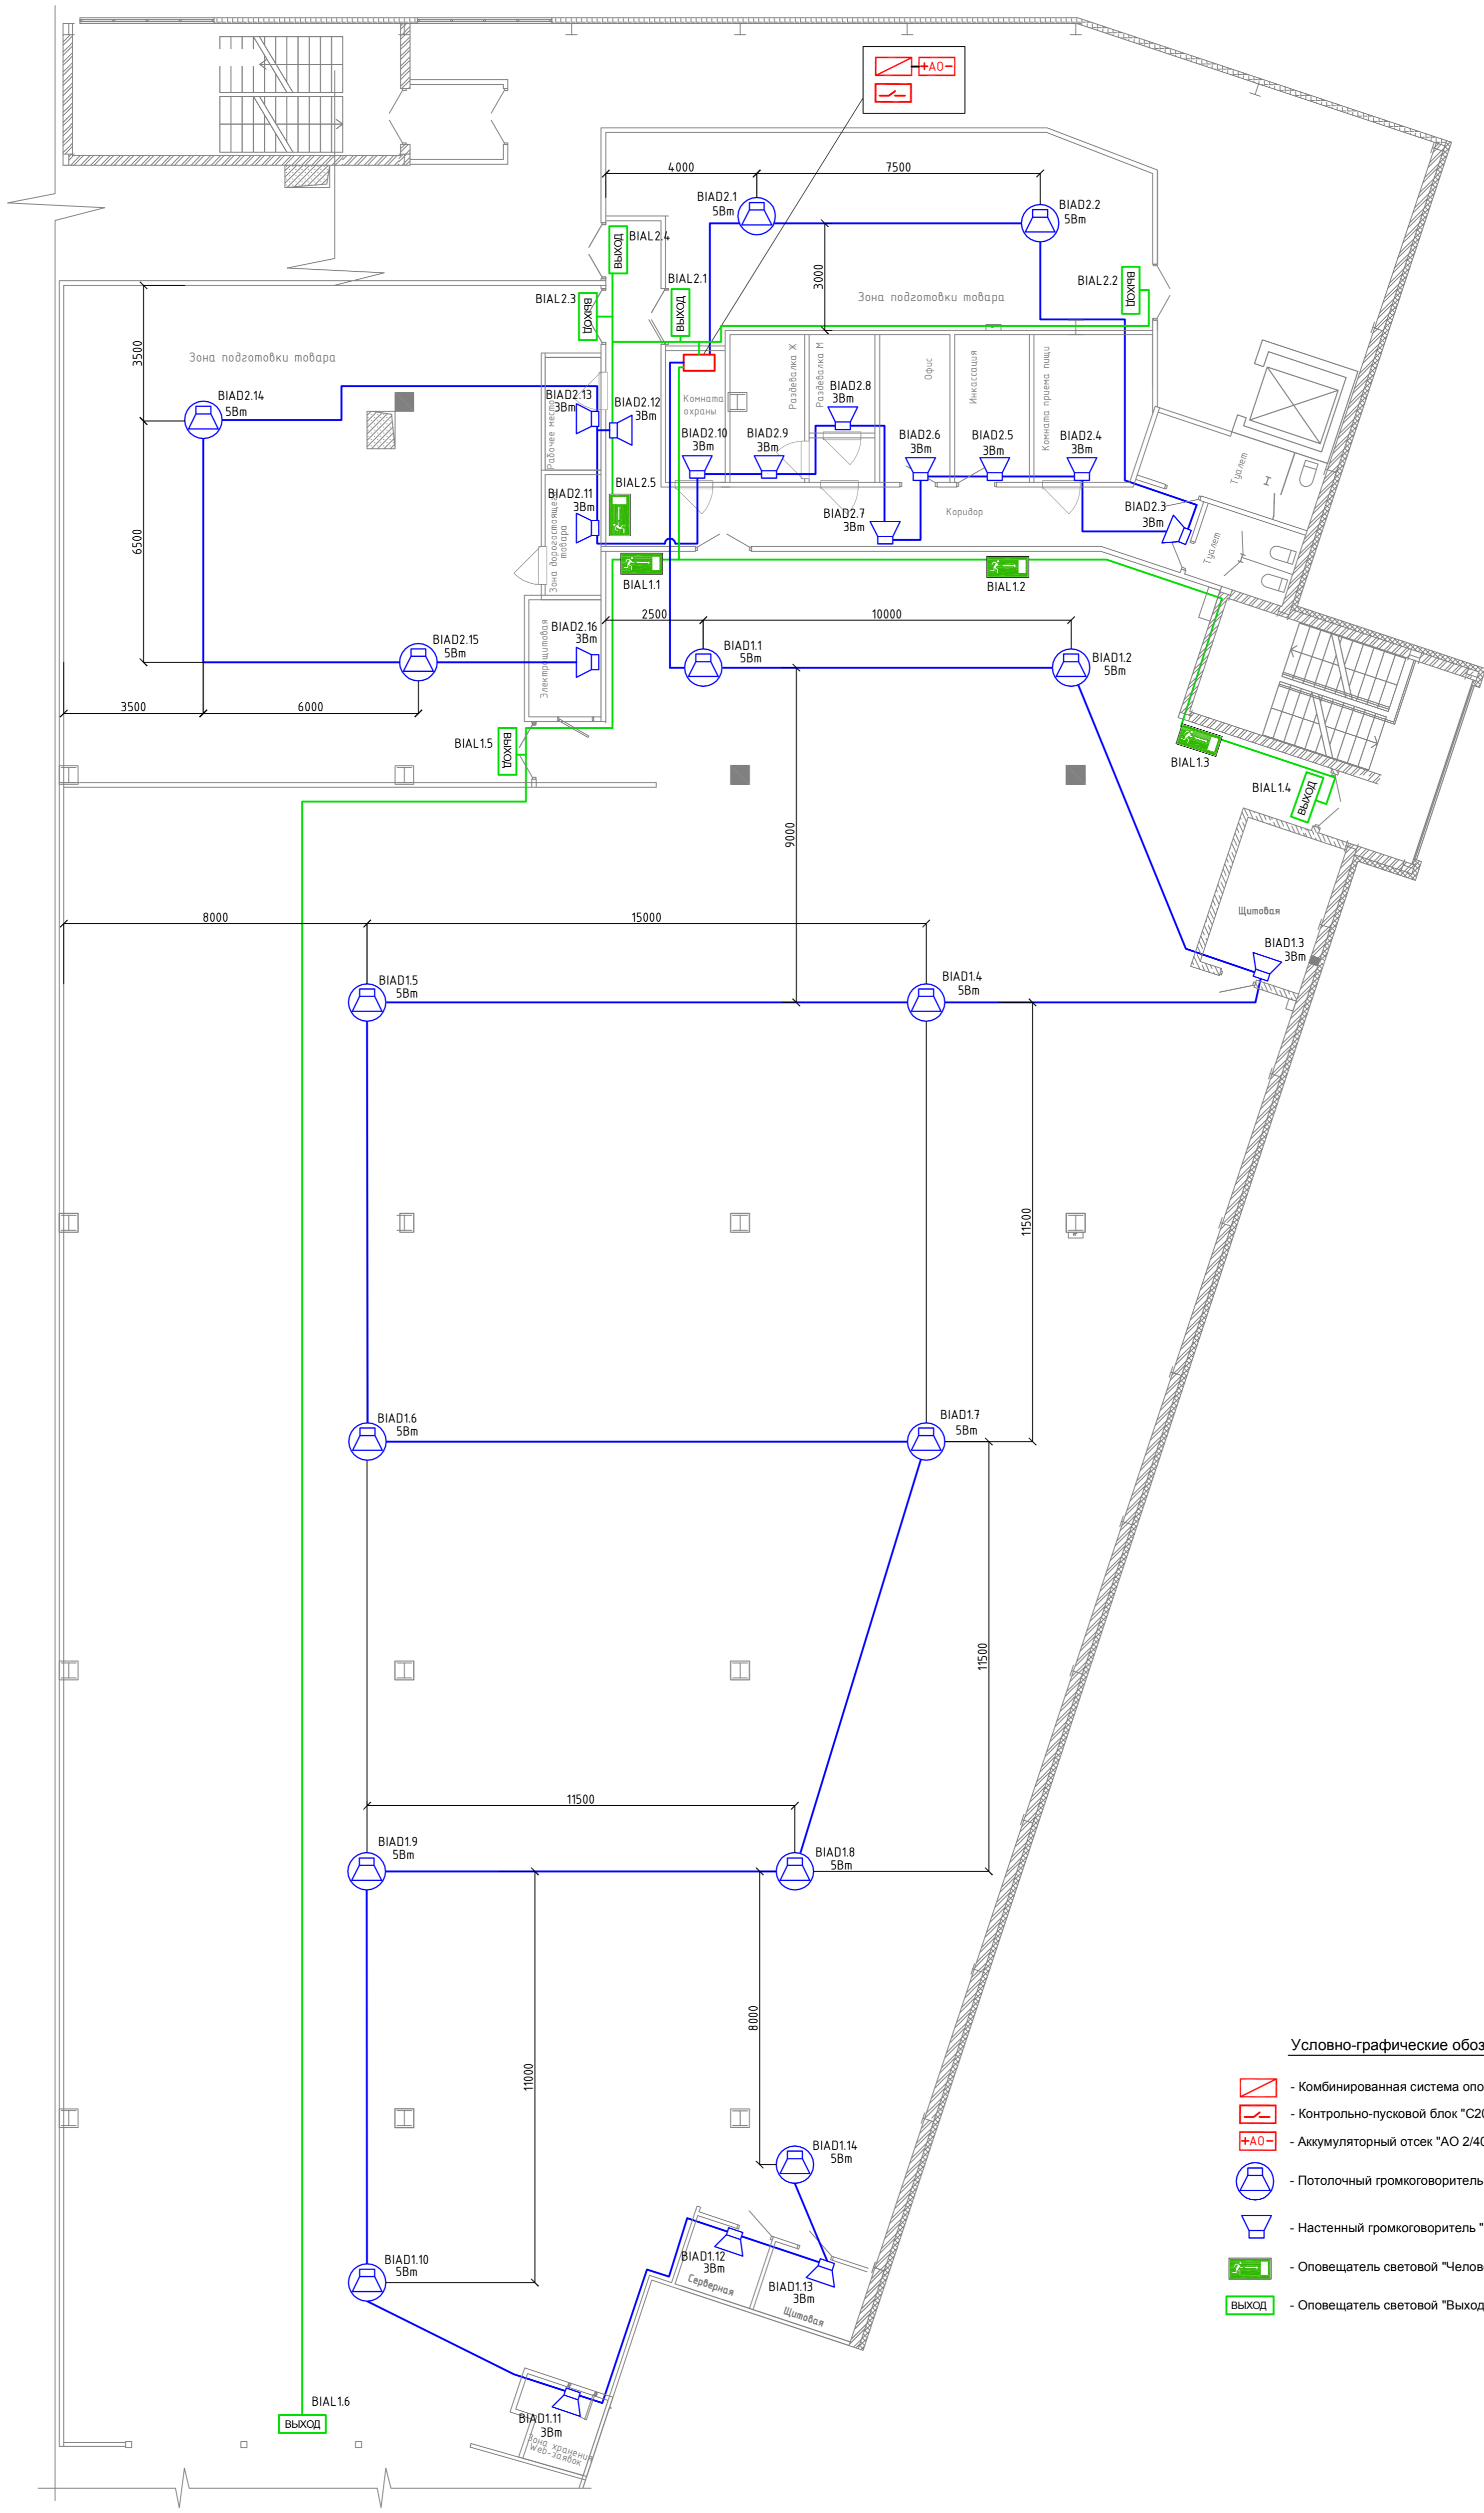 +АО-
4000
7500
BIAD2.1
5Вт
BIAD2.2
5Вт
BIAL2.4
ВЫХОД
BIAL2.1
ВЫХОД
BIAL2.3
ВЫХОД
BIAL2.2
ВЫХОД
3000
Зона подготовки товара
Зона подготовки товара
3500
BIAD2.14
5Вт
BIAD2.13
3Вт
BIAD2.12
3Вт
Рабочее место
Комната
охраны
Раздевалка Ж
Раздевалка М
BIAD2.8
3Вт
Офис
Инкассация
Комната приема пищи
BIAD2.10
3Вт
BIAD2.9
3Вт
BIAD2.6
3Вт
BIAD2.5
3Вт
BIAD2.4
3Вт
Туалет
6500
BIAD2.11
3Вт
BIAL2.5
Зона дорогостоящего
товара
BIAD2.7
3Вт
Коридор
BIAD2.3
3Вт
Туалет
BIAL1.1
BIAL1.2
2500
10000
BIAD2.15
5Вт
BIAD2.16
3Вт
Электрощитовая
BIAD1.1
5Вт
BIAD1.2
5Вт
3500
6000
BIAL1.5
ВЫХОД
BIAL1.3
BIAL1.4
ВЫХОД
9000
8000
15000
Щитовая
BIAD1.3
3Вт
BIAD1.5
5Вт
BIAD1.4
5Вт
11500
BIAD1.6
5Вт
BIAD1.7
5Вт
11500
11500
BIAD1.9
5Вт
BIAD1.8
5Вт
8000
11000
BIAD1.14
5Вт
BIAD1.10
5Вт
BIAD1.12
3Вт
Серверная
BIAD1.13
3Вт
Щитовая
BIAL1.6
ВЫХОД
BIAD1.11
3Вт
Зона хранения
Web-заявок
Условно-графические обоз
- Комбинированная система опо
- Контрольно-пусковой блок "С20
+АО-
- Аккумуляторный отсек "АО 2/40
- Потолочный громкоговоритель
- Настенный громкоговоритель "
- Оповещатель световой "Челов
ВЫХОД
- Оповещатель световой "Выход